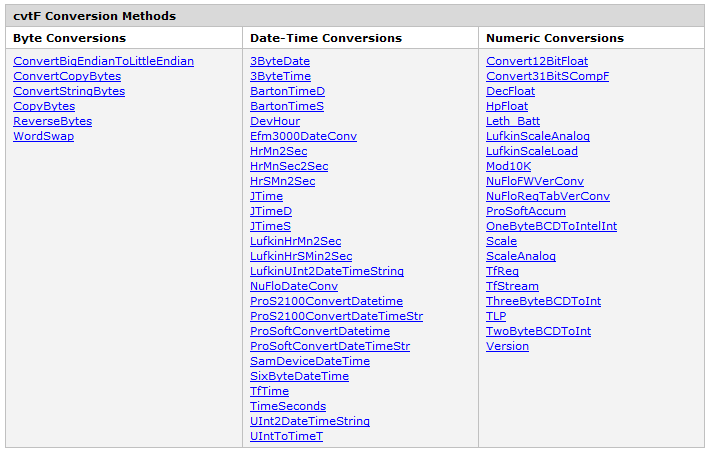 cvtF Conversion Methods
Byte Conversions
ConvertBigEndianToLittleEndian
ConvertCopyBytes
ConvertStringBytes
CopyBytes
ReverseBytes
WordSwap
Date-Time Conversions
3ByteDate
3ByteTime
BartonTimeD
BartonTimeS
DevHour
Efm3000DateConv
HrMn2Sec
HrMnSec2Sec
HrSMn2Sec
JTime
JTimeD
JTimeS
LufkinHrMn2Sec
LufkinHrSMin2Sec
LufkinUInt2DateTimeString
NuFloDateConv
ProS2100ConvertDatetime
ProS2100ConvertDateTimeStr
ProSoftConvertDatetime
ProSoftConvertDateTimeStr
SamDeviceDateTime
SixByteDateTime
TfTime
TimeSeconds
UInt2DateTimeString
UIntToTimeT
Numeric Conversions
Convert12BitFloat
Convert31BitSCompF
DecFloat
HpFloat
Leth_Batt
LufkinScaleAnalog
LufkinScaleLoad
Mod10K
NuFloFWVerConv
NuFloRegTabVerConv
ProSoftAccum
OneByteBCDToIntelInt
Scale
ScaleAnalog
TfReg
TfStream
ThreeByteBCDToInt
TLP
TwoByteBCDToInt
Version